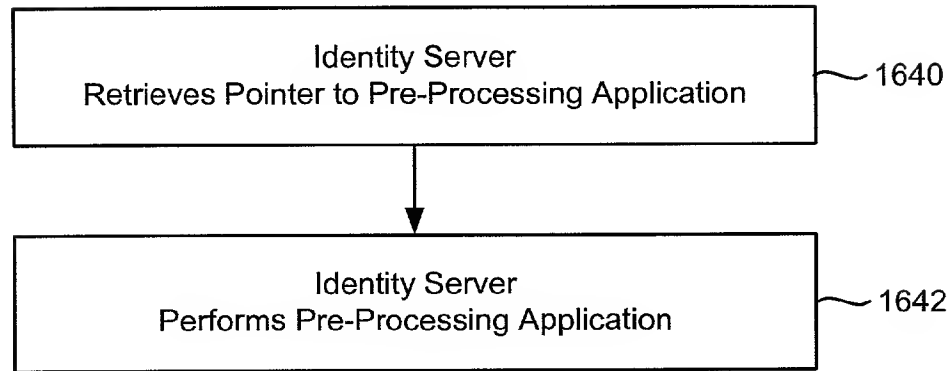 Identity Server
Retrieves Pointer to Pre-Processing Application
1640
Identity Server
Performs Pre-Processing Application
1642